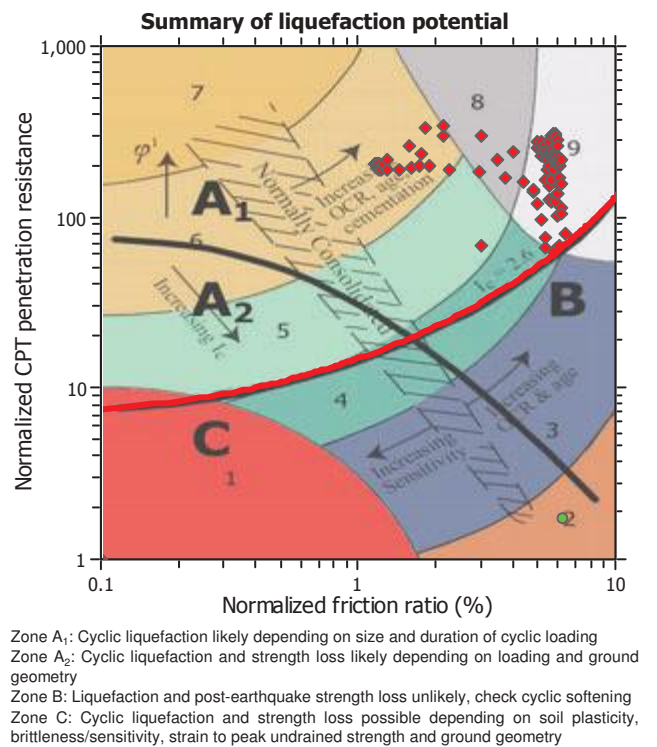 Summary of liquefaction potential
1,000
100
10
1
0.1
1
10
Normalized CPT penetration resistance
Normalized friction ratio (%)
7
8
9
φ'
A1
6
A2
5
4
B
3
C
1
2
Normally Consolidated
Increasing
OCR, age,
cementation
Increasing Ic
Ic = 2.6
Increasing
OCR & age
Increasing
Sensitivity
Zone A1: Cyclic liquefaction likely depending on size and duration of cyclic loading
Zone A2: Cyclic liquefaction and strength loss likely depending on loading and ground
geometry
Zone B: Liquefaction and post-earthquake strength loss unlikely, check cyclic softening
Zone C: Cyclic liquefaction and strength loss possible depending on soil plasticity,
brittleness/sensitivity, strain to peak undrained strength and ground geometry